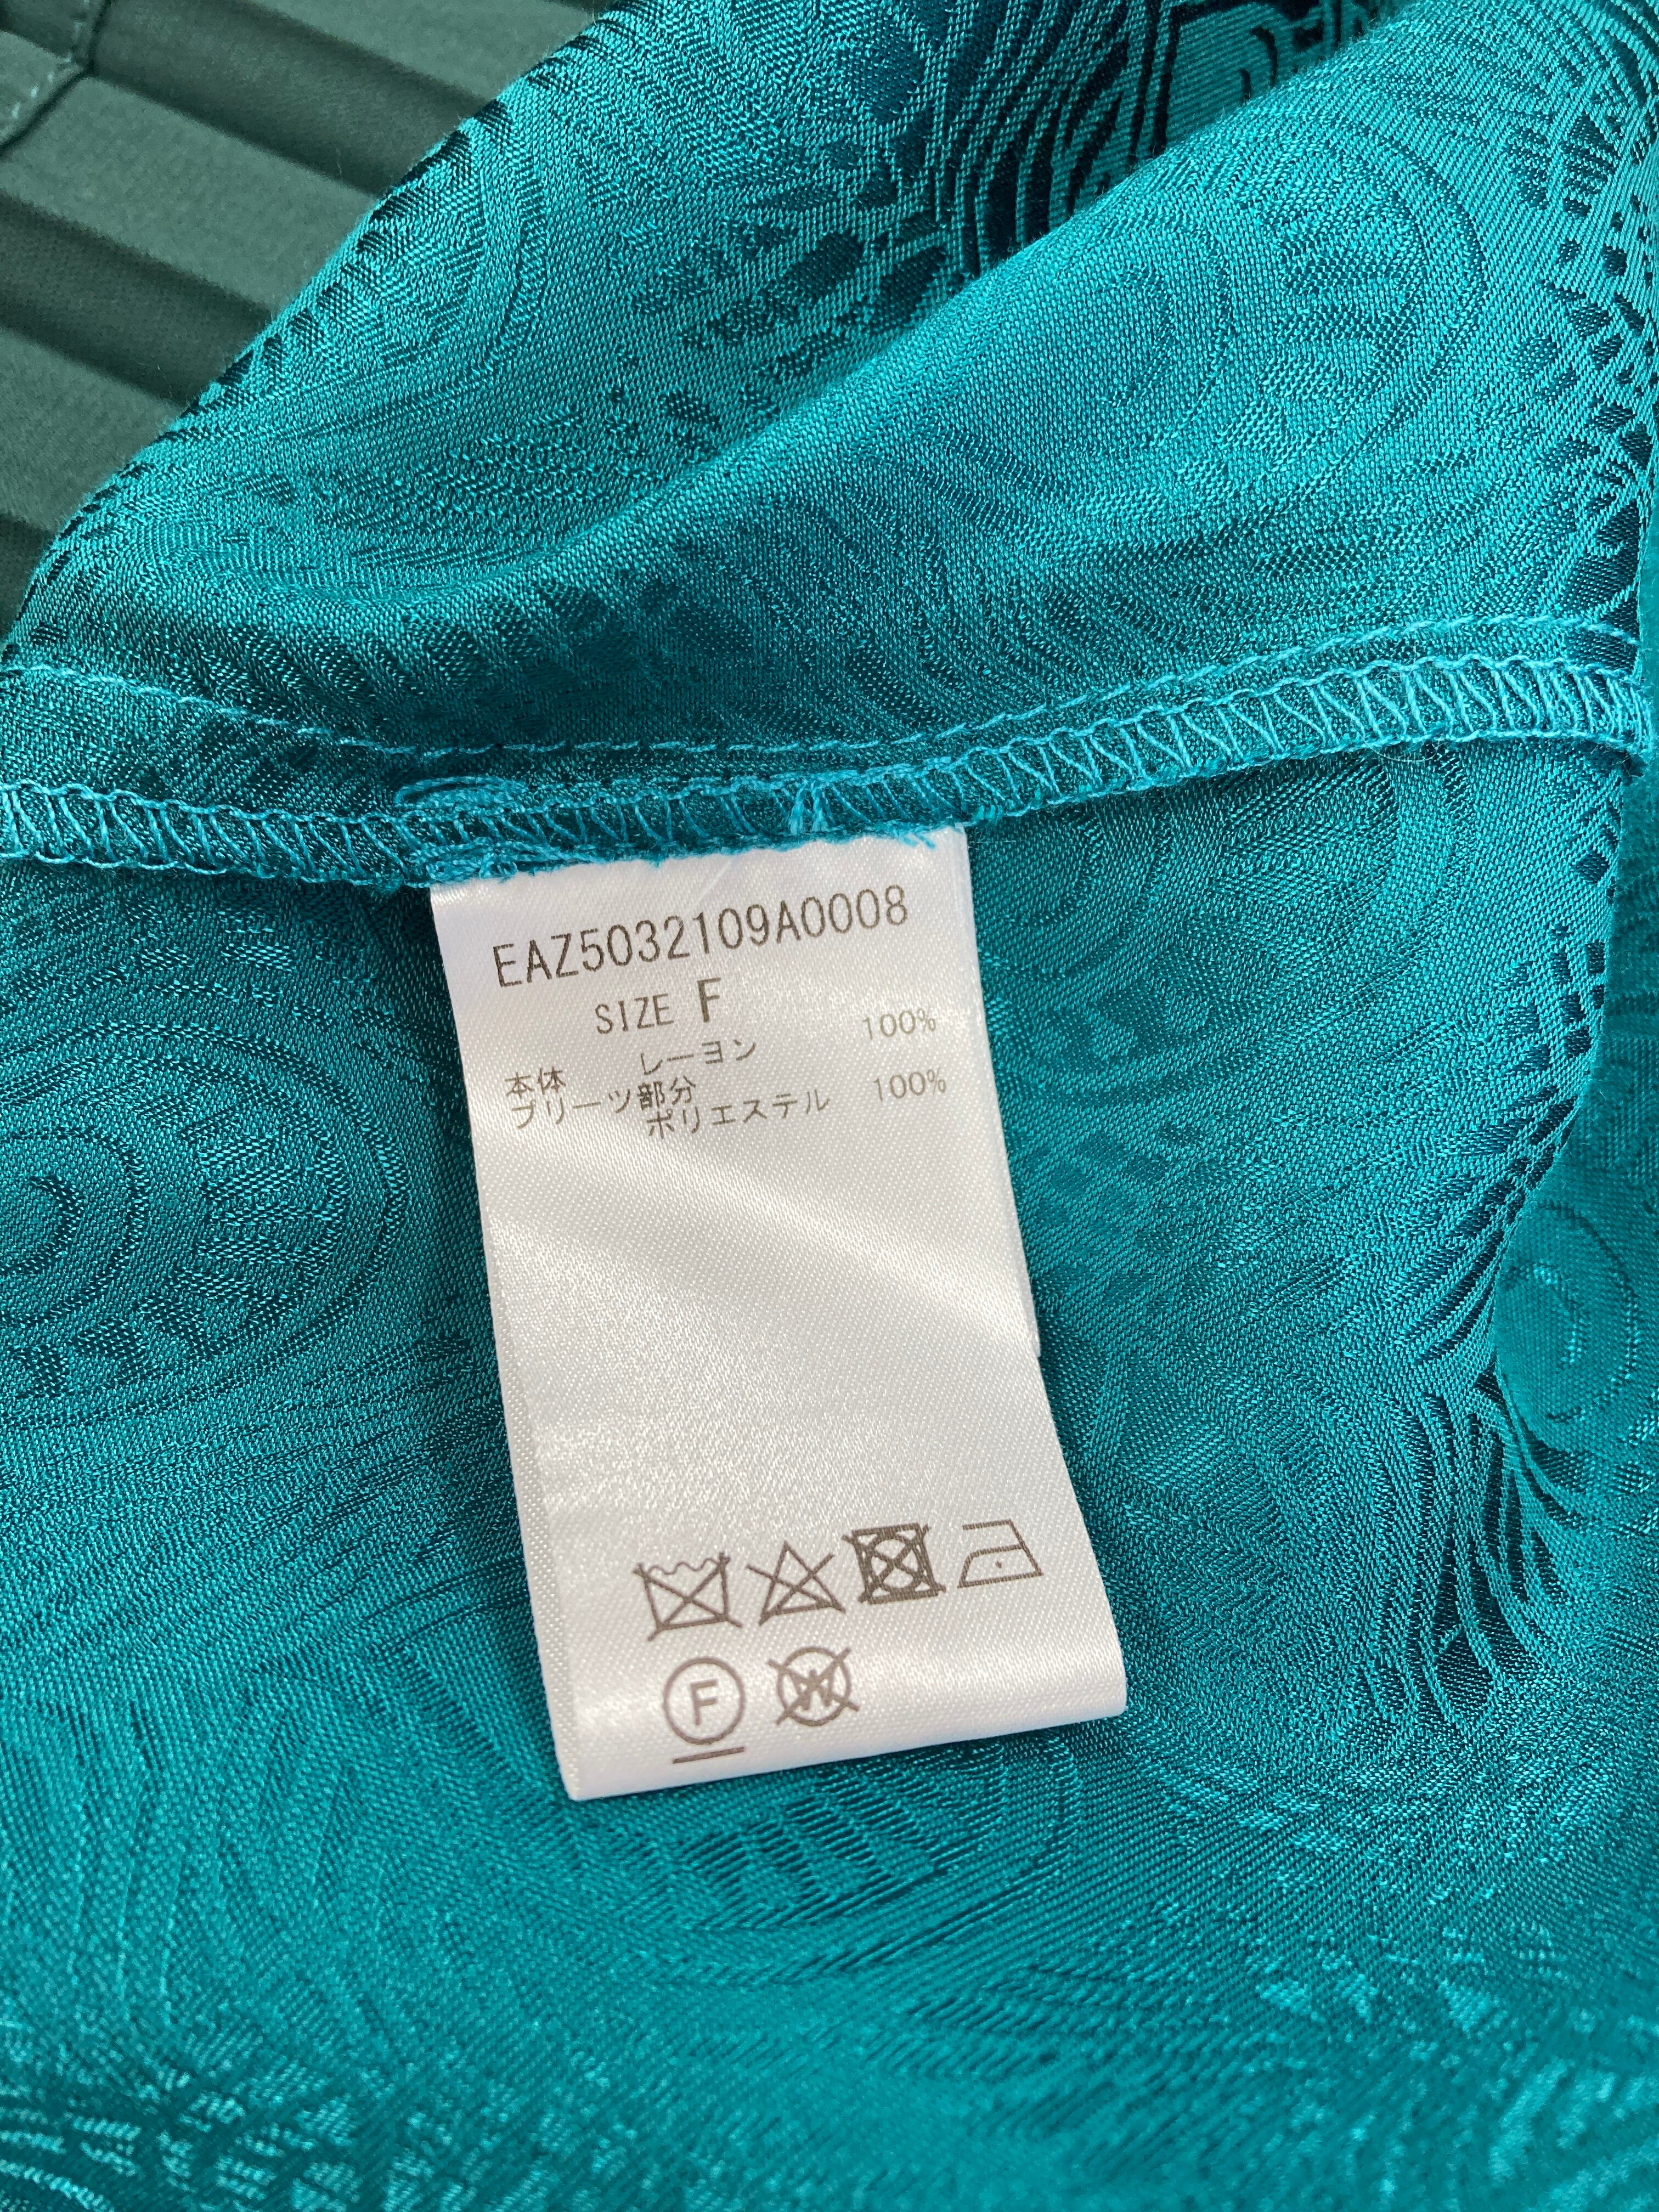 EAZ5032109A0008
SIZE F
本体 レーヨン 100%
プリーツ部分
ポリエステル 100%
F
W